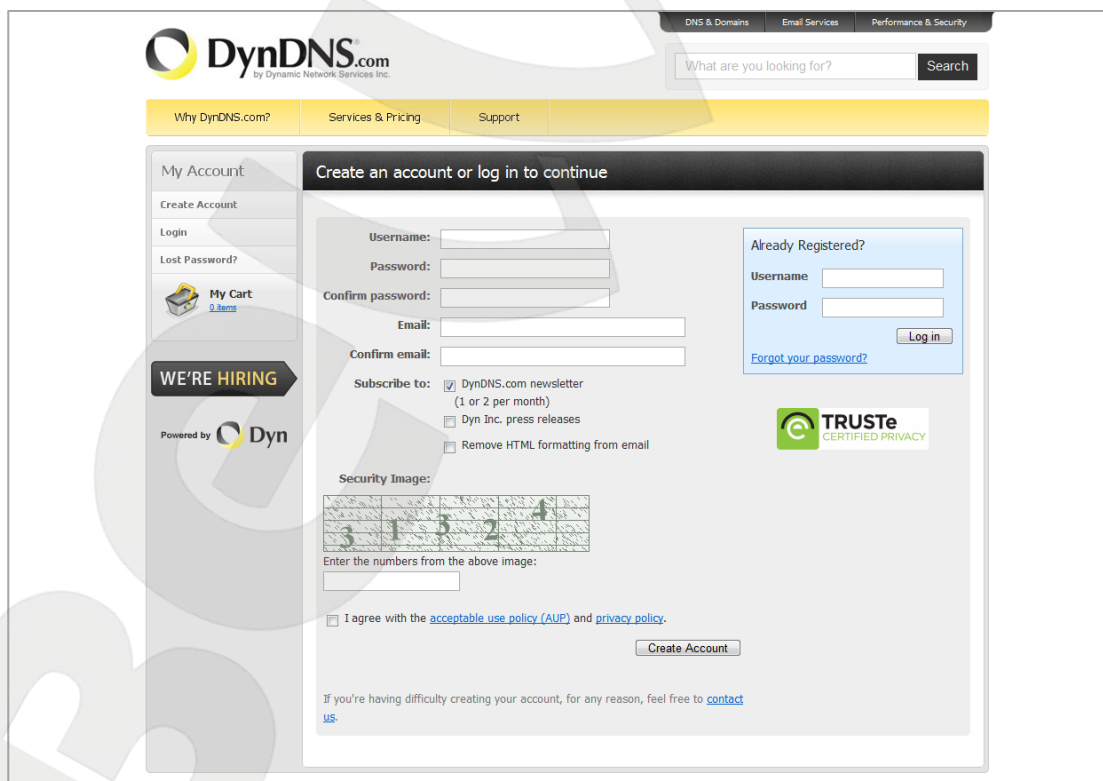 DNS & Domains
Email Services
Performance & Security
DynDNS.com
by Dynamic Network Services Inc.
What are you looking for?
Search
Why DynDNS.com?
Services & Pricing
Support
My Account
Create Account
Login
Lost Password?
My Cart
0 items
WE'RE HIRING
Powered by Dyn
Create an account or log in to continue
Username:
Password:
Confirm password:
Email:
Confirm email:
Subscribe to:
DynDNS.com newsletter
(1 or 2 per month)
Dyn Inc. press releases
Remove HTML formatting from email
Security Image:
3 1 3 2 4
Enter the numbers from the above image:
I agree with the acceptable use policy (AUP) and privacy policy.
Create Account
If you're having difficulty creating your account, for any reason, feel free to contact
us.
Already Registered?
Username
Password
Log in
Forgot your password?
TRUSTe
CERTIFIED PRIVACY